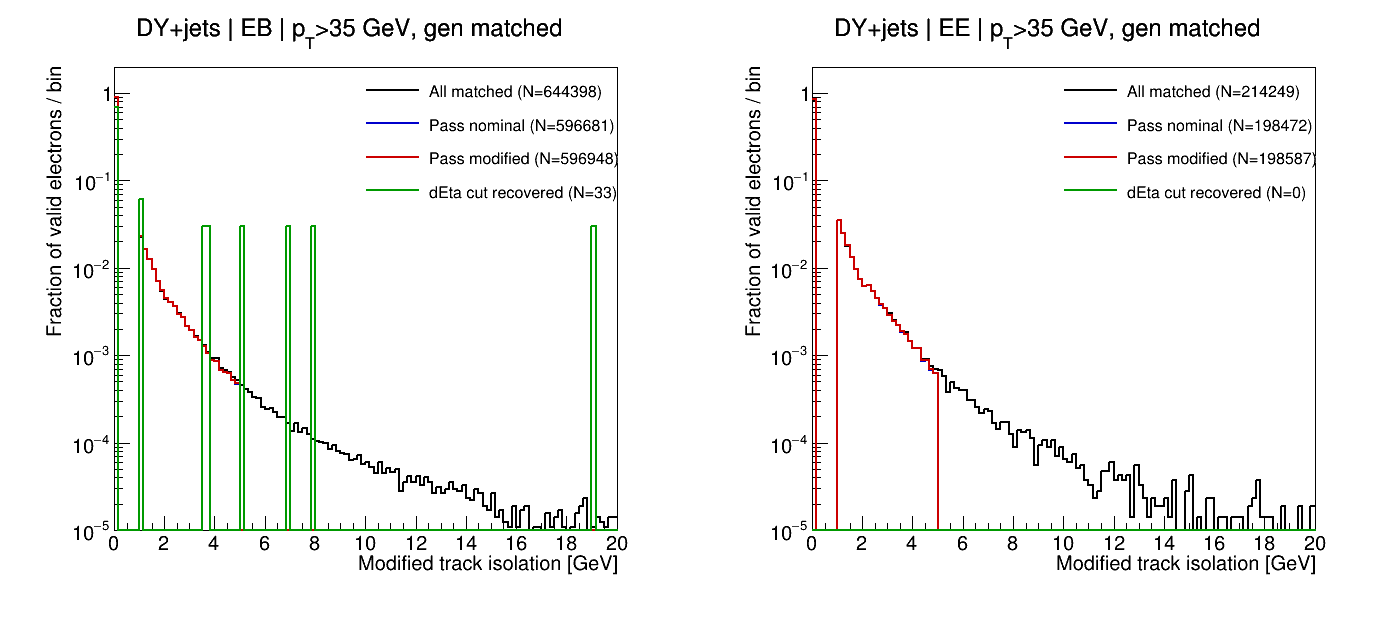 DY+jets | EB | p_T>35 GeV, gen matched
Fraction of valid electrons / bin
All matched (N=644398)
Pass nominal (N=596681)
Pass modified (N=596948)
dEta cut recovered (N=33)
1
10⁻¹
10⁻²
10⁻³
10⁻⁴
10⁻⁵
0 2 4 6 8 10 12 14 16 18 20
Modified track isolation [GeV]
DY+jets | EE | p_T>35 GeV, gen matched
Fraction of valid electrons / bin
All matched (N=214249)
Pass nominal (N=198472)
Pass modified (N=198587)
dEta cut recovered (N=0)
1
10⁻¹
10⁻²
10⁻³
10⁻⁴
10⁻⁵
0 2 4 6 8 10 12 14 16 18 20
Modified track isolation [GeV]